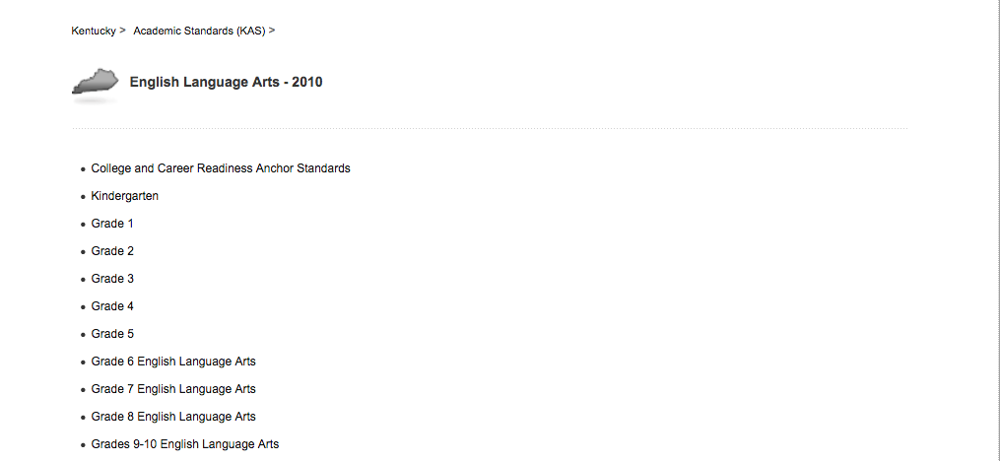 Kentucky > Academic Standards (KAS) >
English Language Arts - 2010
• College and Career Readiness Anchor Standards
• Kindergarten
• Grade 1
• Grade 2
• Grade 3
• Grade 4
• Grade 5
• Grade 6 English Language Arts
• Grade 7 English Language Arts
• Grade 8 English Language Arts
• Grades 9-10 English Language Arts